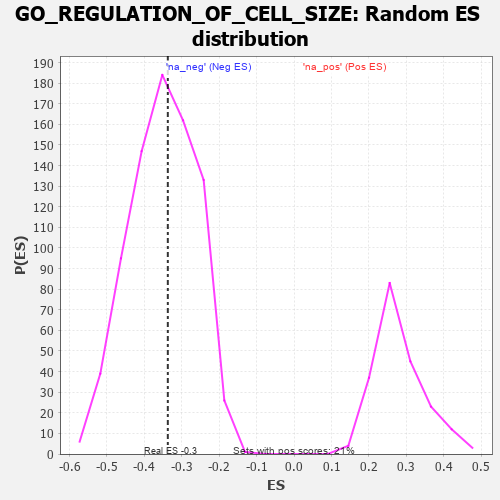 GO_REGULATION_OF_CELL_SIZE: Random ES
distribution
'na_neg' (Neg ES)
'na_pos' (Pos ES)
190
180
170
160
150
140
130
120
110
100
90
80
70
60
50
40
30
20
10
0
P(ES)
Real ES -0.3
Sets with pos scores: 21%
-0.6 -0.5 -0.4 -0.3 -0.2 -0.1 0.0 0.1 0.2 0.3 0.4 0.5
ES